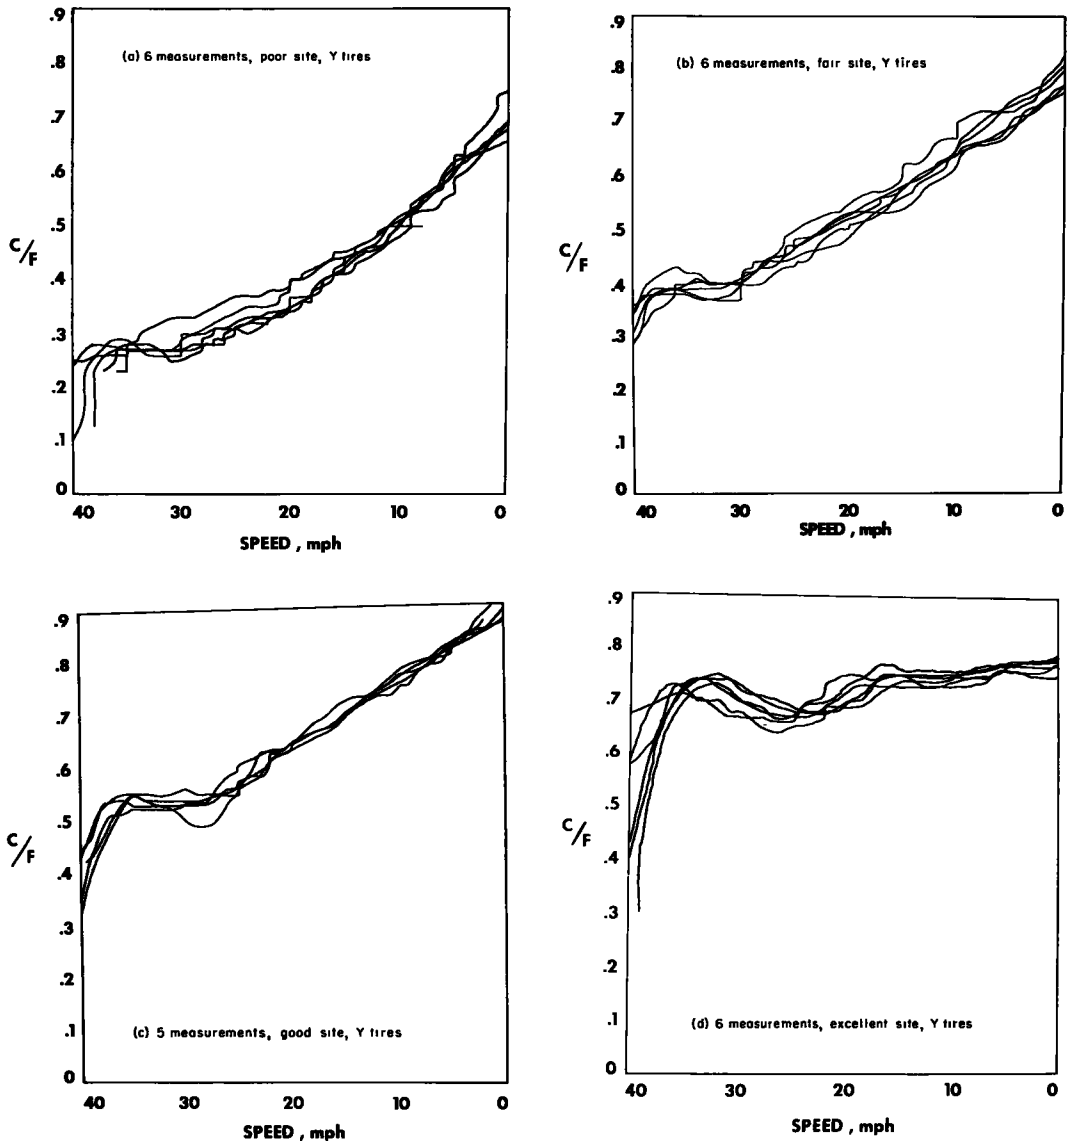 .9
(a) 6 measurements, poor site, Y tires
.8
.7
.6
.5
C/F
.4
.3
.2
.1
0
40 30 20 10 0
SPEED , mph
.9
(b) 6 measurements, fair site, Y tires
.8
.7
.6
.5
C/F
.4
.3
.2
.1
0
40 30 20 10 0
SPEED , mph
.9
.8
.7
.6
.5
C/F
.4
.3
.2
.1
(c) 5 measurements, good site, Y tires
0
40 30 20 10 0
SPEED , mph
.9
.8
.7
.6
.5
C/F
.4
.3
.2
.1
(d) 6 measurements, excellent site, Y tires
0
40 30 20 10 0
SPEED , mph